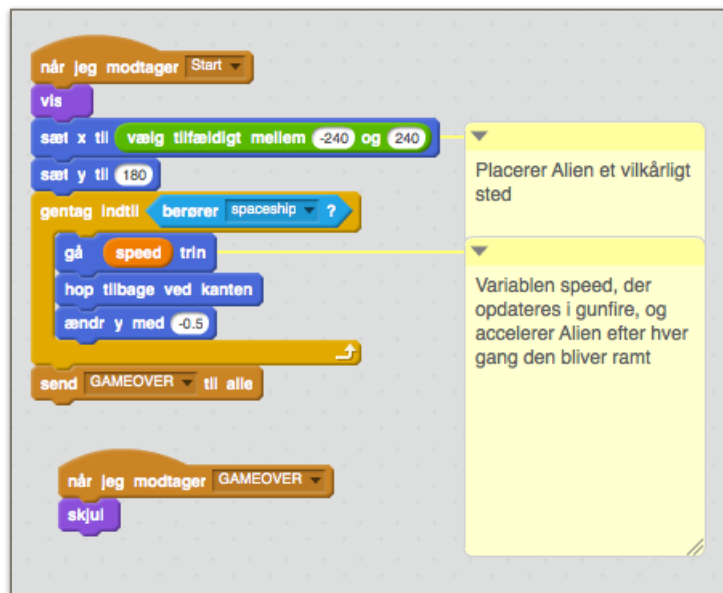 når jeg modtager Start
vis
sæt x til vælg tilfældigt mellem -240 og 240
Placerer Alien et vilkårligt
sted
sæt y til 180
gentag indtil berører spaceship ?
gå speed trin
hop tilbage ved kanten
ændr y med -0.5
Variablen speed, der
opdateres i gunfire, og
accelerer Alien efter hver
gang den bliver ramt
send GAMEOVER til alle
når jeg modtager GAMEOVER
skjul